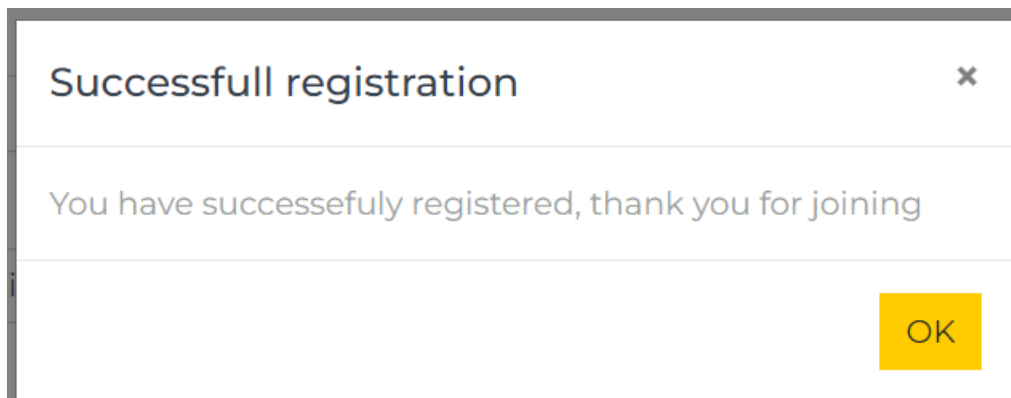 Successfull registration
You have successefuly registered, thank you for joining
OK